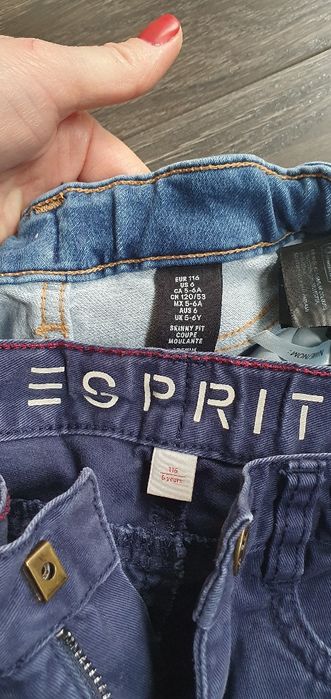 EUR 116
US 6
CA 5-6A
CN 120/53
MX 5-6A
AUS 6
UK 5-6Y
SKINNY FIT
COUPE
MOULANTE
ESPRIT
116
6 years